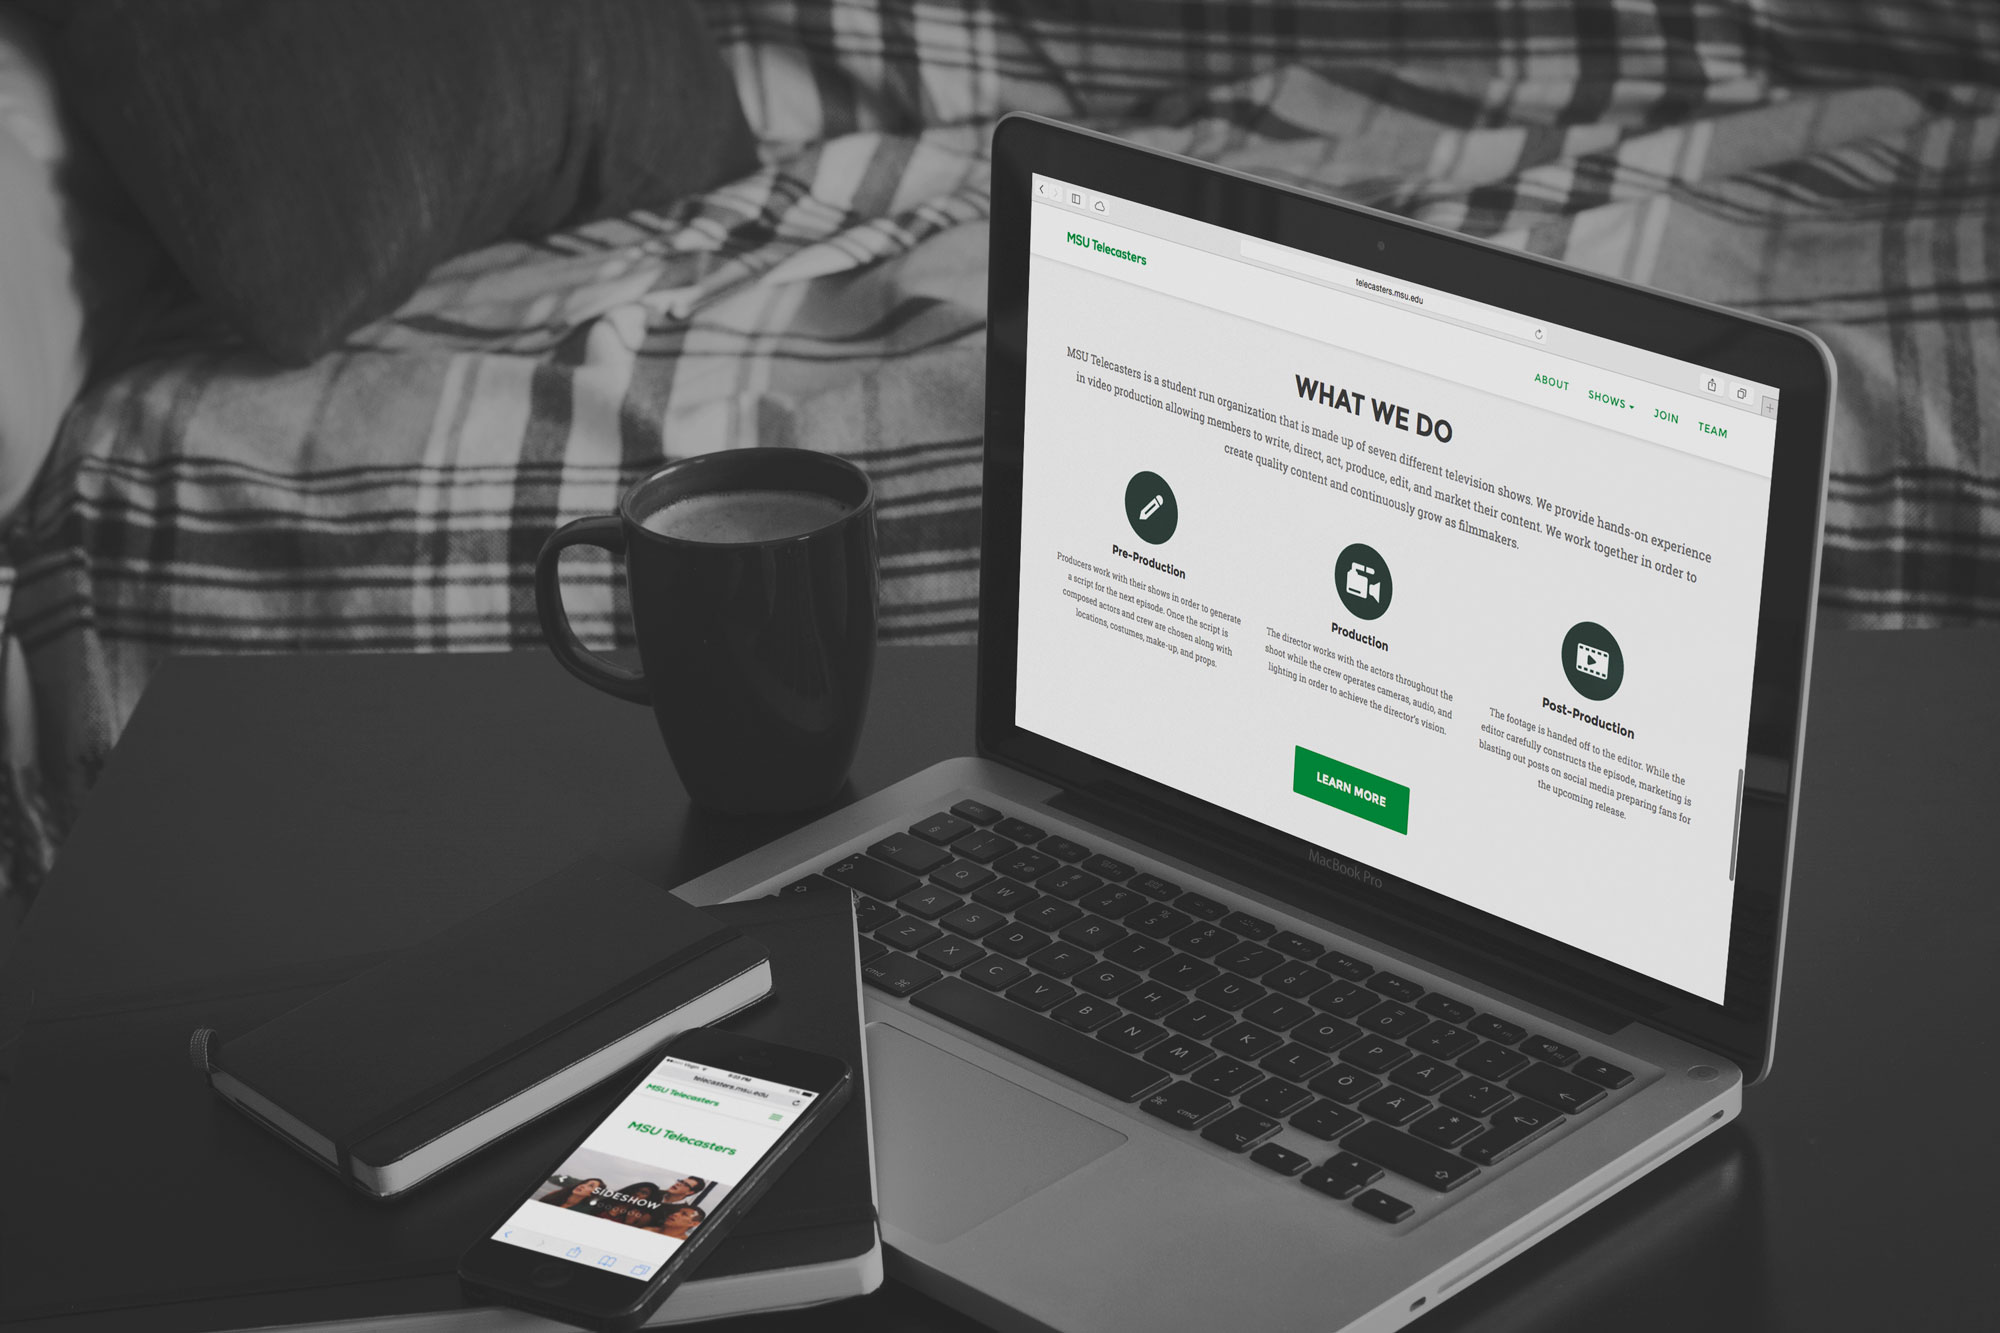 telecasters.msu.edu
MSU Telecasters
ABOUT
SHOWS
JOIN
TEAM
WHAT WE DO
MSU Telecasters is a student run organization that is made up of seven different television shows. We provide hands-on experience
in video production allowing members to write, direct, act, produce, edit, and market their content. We work together in order to
create quality content and continuously grow as filmmakers.
Pre-Production
Producers work with their shows in order to generate
a script for the next episode. Once the script is
composed actors and crew are chosen along with
locations, costumes, make-up, and props.
Production
The director works with the actors throughout the
shoot while the crew operates cameras, audio, and
lighting in order to achieve the director's vision.
Post-Production
The footage is handed off to the editor. While the
editor carefully constructs the episode, marketing is
blasting out posts on social media preparing fans for
the upcoming release.
LEARN MORE
MacBook Pro
telecasters.msu.edu
MSU Telecasters
MSU Telecasters
SIDESHOW
Q W E R T Y U I O P Å
A S D F G H J K L Ö Ä
Z X C V B N M
cmd
cmd